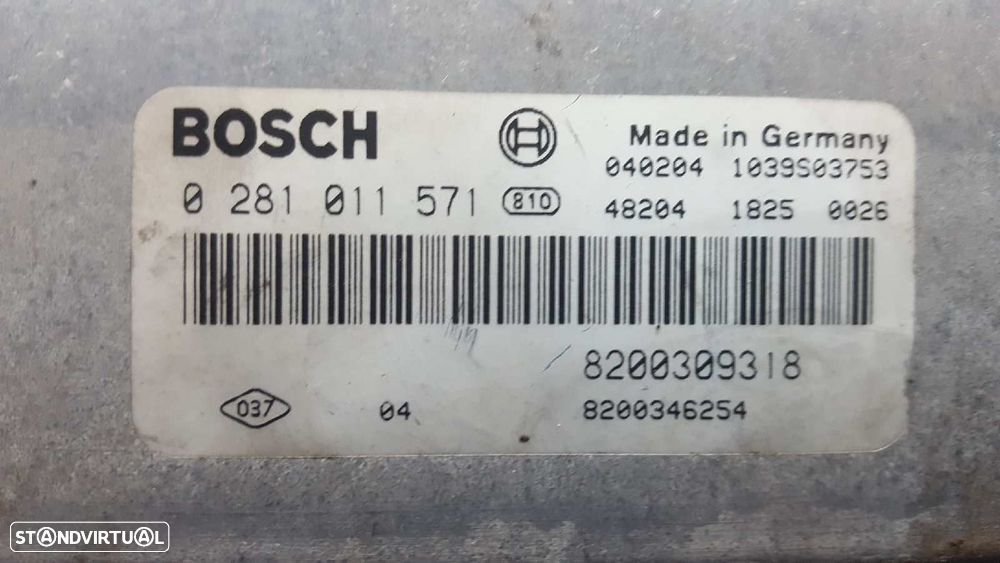 BOSCH
Made in Germany
040204 1039S03753
0 281 011 571 810
48204 1825 0026
8200309318
037 04 8200346254
STANDVIRTUAL